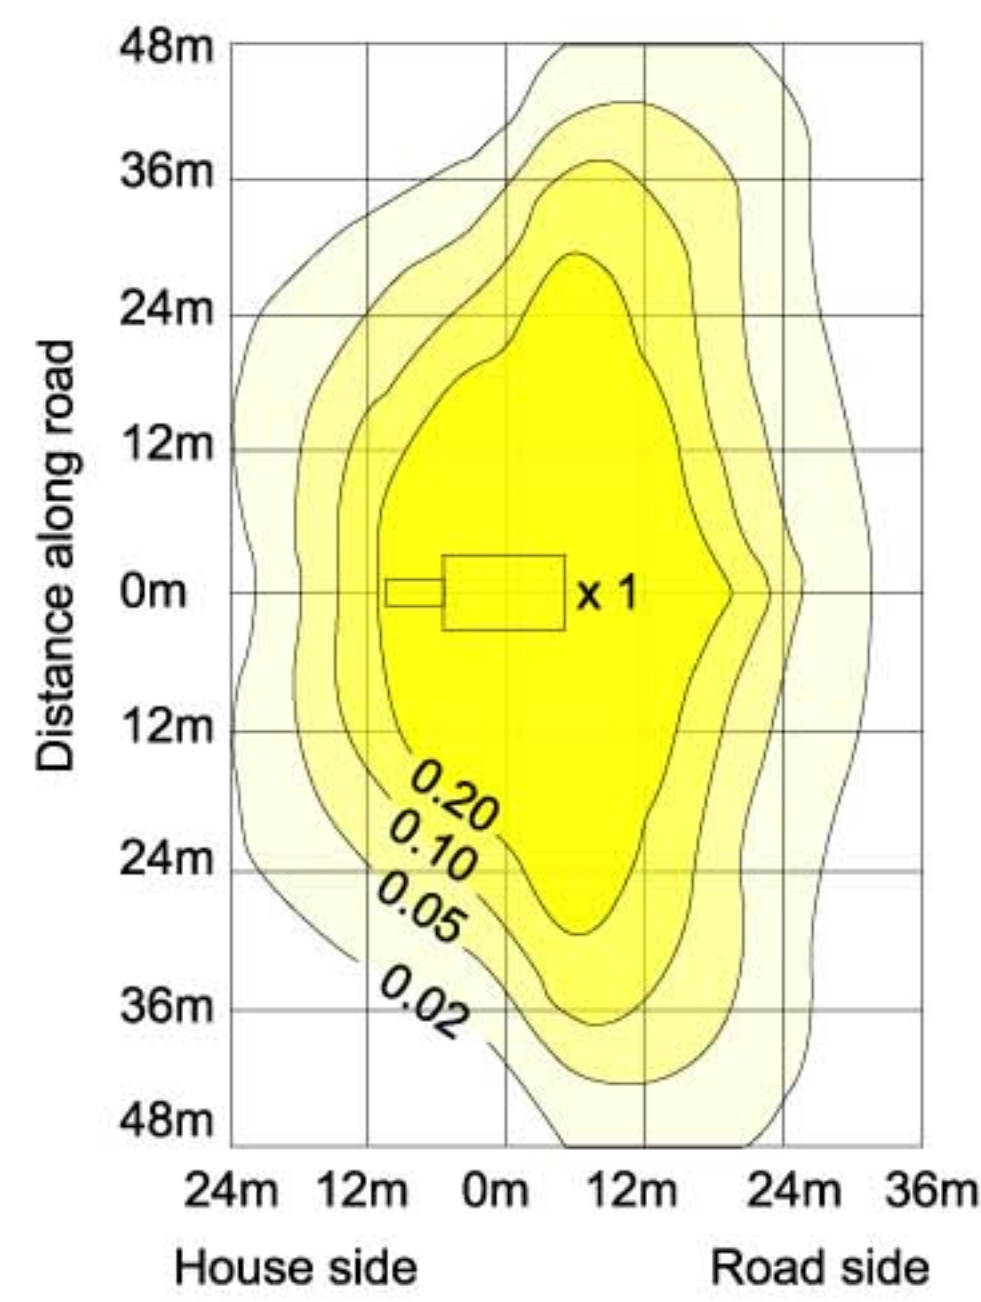 48m
36m
24m
12m
0m
12m
24m
36m
48m
Distance along road
x 1
0.20
0.10
0.05
0.02
24m 12m 0m 12m 24m 36m
House side Road side